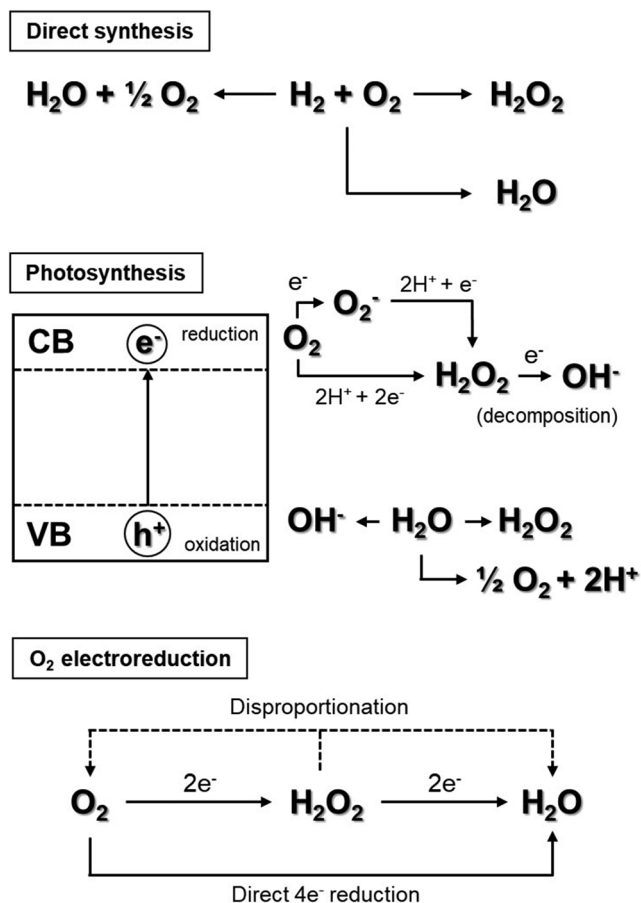 Direct synthesis
H₂O + ½ O₂ H₂ + O₂ H₂O₂
H₂O
Photosynthesis
CB e⁻ reduction
VB h⁺ oxidation
e⁻ O₂⁻ 2H⁺ + e⁻
O₂ H₂O₂ e⁻ OH⁻
2H⁺ + 2e⁻
(decomposition)
OH⁻ H₂O H₂O₂
½ O₂ + 2H⁺
O₂ electroreduction
Disproportionation
O₂ 2e⁻ H₂O₂ 2e⁻ H₂O
Direct 4e⁻ reduction